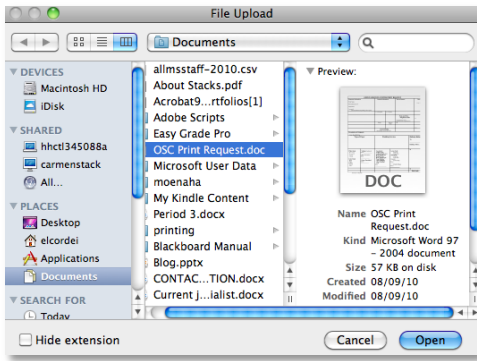 File Upload
Documents
DEVICES
Macintosh HD
iDisk
SHARED
hhctl345088a
carmenstack
All...
PLACES
Desktop
elcordei
Applications
Documents
SEARCH FOR
Today
allmsstaff-2010.csv
About Stacks.pdf
Acrobat9...rtfolios[1]
Adobe Scripts
Easy Grade Pro
OSC Print Request.doc
Microsoft User Data
moenaha
My Kindle Content
Period 3.docx
printing
Blackboard Manual
Blog.pptx
CONTAC...TION.docx
Current j...ialist.docx
Preview:
DOC
Name OSC Print
Request.doc
Kind Microsoft Word 97
– 2004 document
Size 57 KB on disk
Created 08/09/10
Modified 08/09/10
Hide extension
Cancel
Open